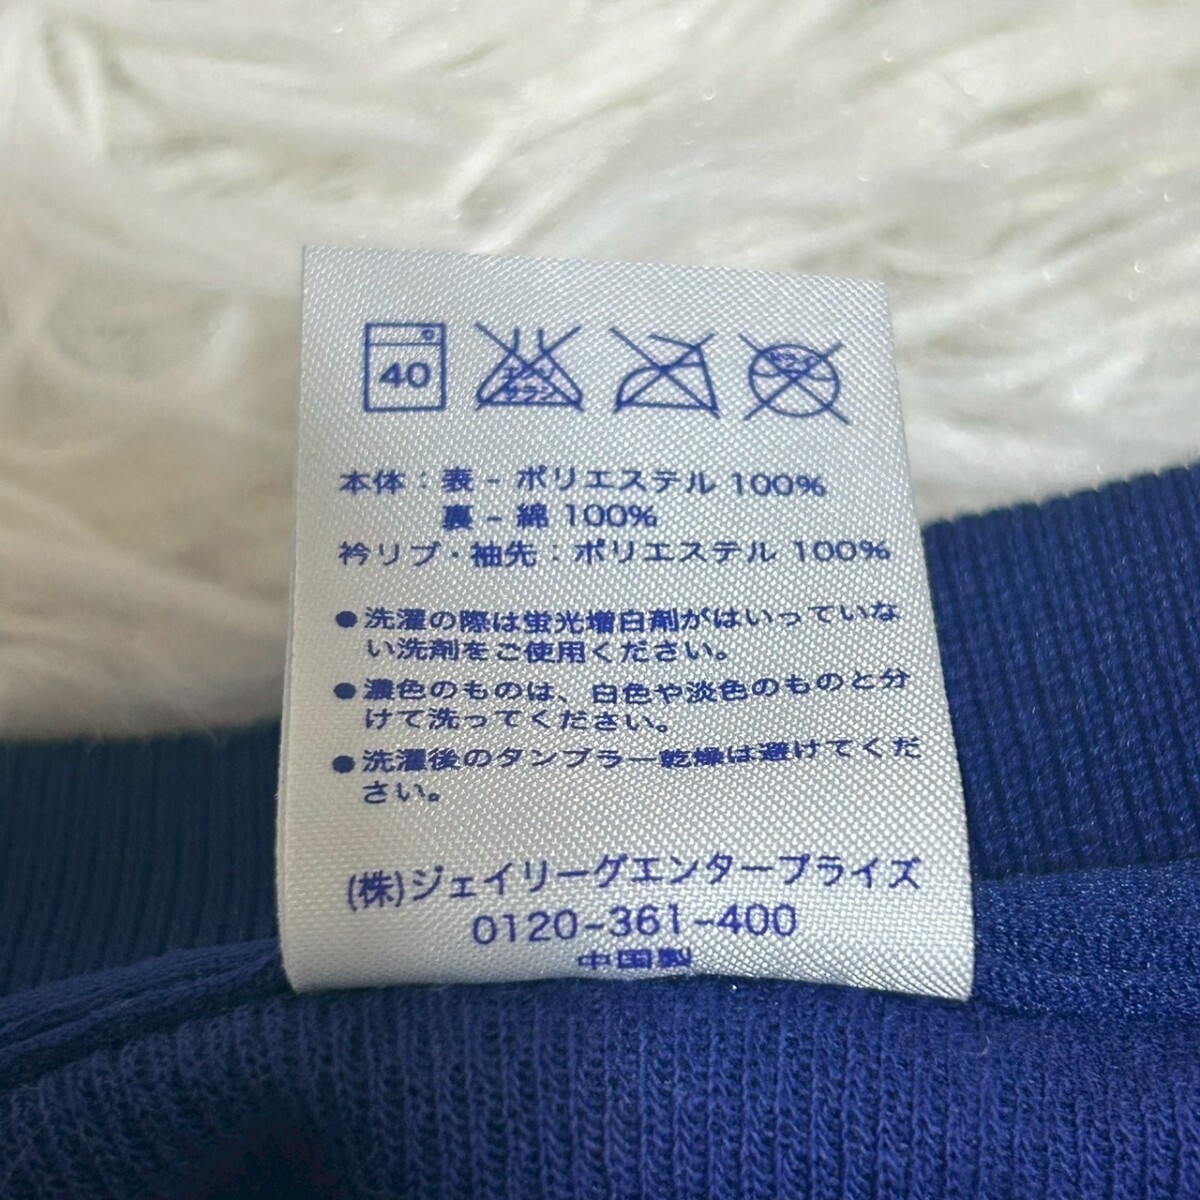 40
エンソ
サラシ
本体：表－ポリエステル 100%
裏－綿 100%
衿リブ・袖先：ポリエステル 100%
●洗濯の際は蛍光増白剤がはいっていな
い洗剤をご使用ください。
●濃色のものは、白色や淡色のものと分
けて洗ってください。
●洗濯後のタンブラー乾燥は避けてくだ
さい。
(株)ジェイリーグエンタープライズ
0120-361-400
中国製